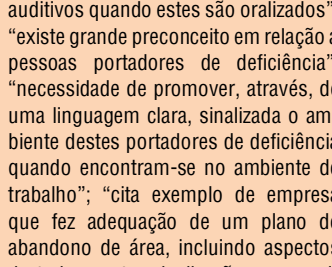 auditivos quando estes são oralizados”
“existe grande preconceito em relação a
pessoas portadores de deficiência”
“necessidade de promover, através, de
uma linguagem clara, sinalizada o am-
biente destes portadores de deficiência
quando encontram-se no ambiente de
trabalho”; “cita exemplo de empresa
que fez adequação de um plano de
abandono de área, incluindo aspectos